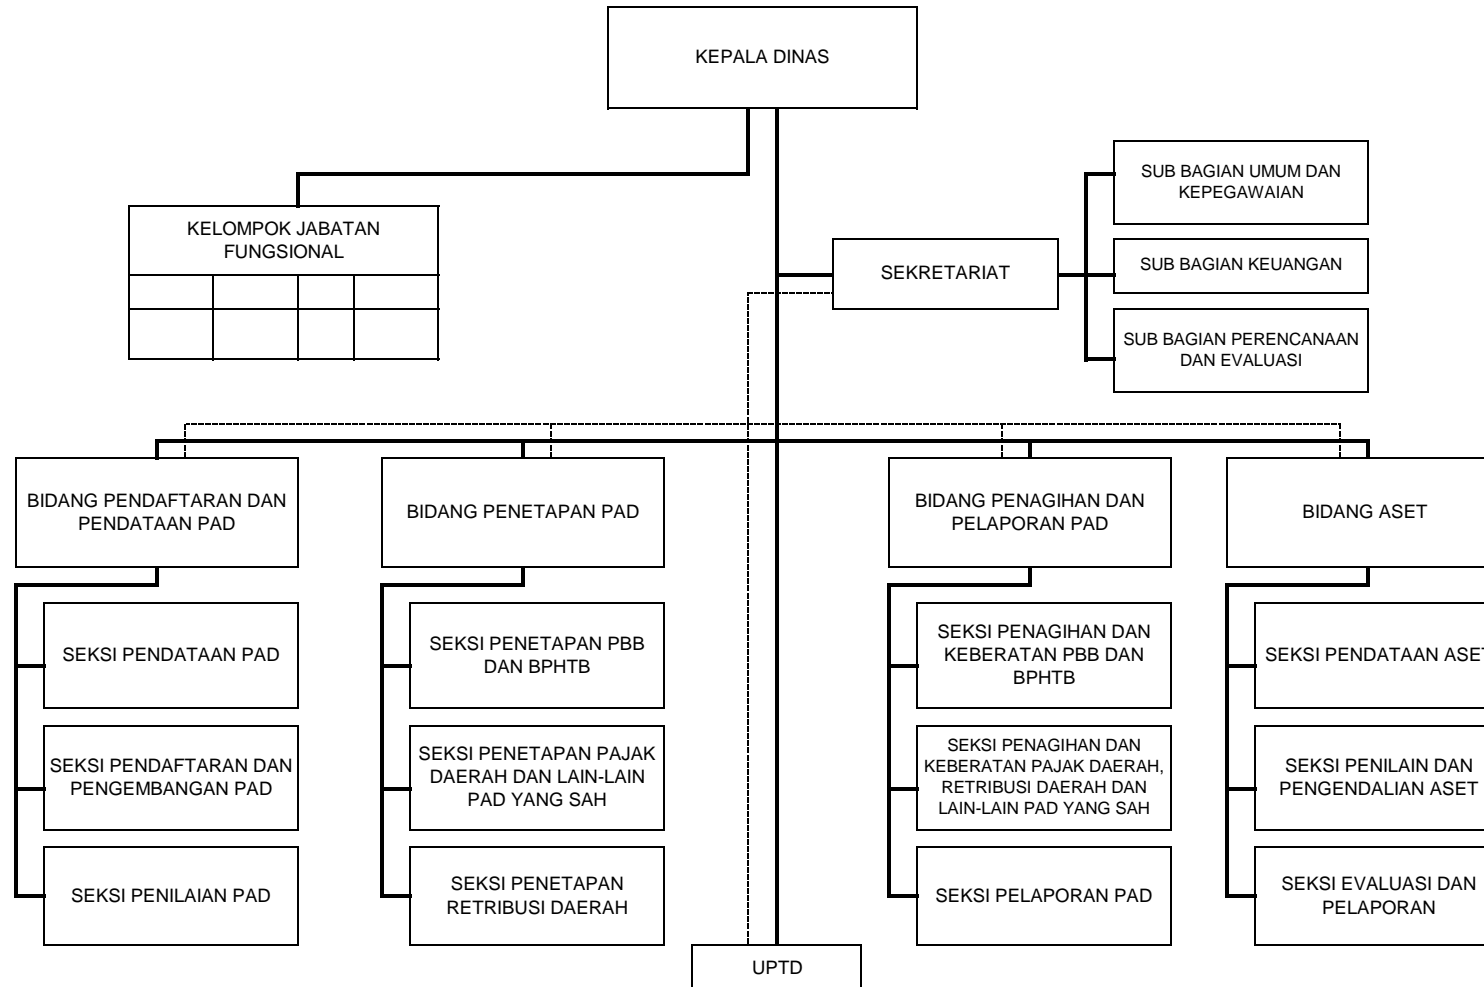 KEPALA DINAS
SUB BAGIAN UMUM DAN
KEPEGAWAIAN
KELOMPOK JABATAN
FUNGSIONAL
SEKRETARIAT
SUB BAGIAN KEUANGAN
SUB BAGIAN PERENCANAAN
DAN EVALUASI
BIDANG PENDAFTARAN DAN
PENDATAAN PAD
BIDANG PENETAPAN PAD
BIDANG PENAGIHAN DAN
PELAPORAN PAD
BIDANG ASET
SEKSI PENDATAAN PAD
SEKSI PENETAPAN PBB
DAN BPHTB
SEKSI PENAGIHAN DAN
KEBERATAN PBB DAN
BPHTB
SEKSI PENDATAAN ASET
SEKSI PENDAFTARAN DAN
PENGEMBANGAN PAD
SEKSI PENETAPAN PAJAK
DAERAH DAN LAIN-LAIN
PAD YANG SAH
SEKSI PENAGIHAN DAN
KEBERATAN PAJAK DAERAH,
RETRIBUSI DAERAH DAN
LAIN-LAIN PAD YANG SAH
SEKSI PENILAIN DAN
PENGENDALIAN ASET
SEKSI PENILAIAN PAD
SEKSI PENETAPAN
RETRIBUSI DAERAH
SEKSI PELAPORAN PAD
SEKSI EVALUASI DAN
PELAPORAN
UPTD